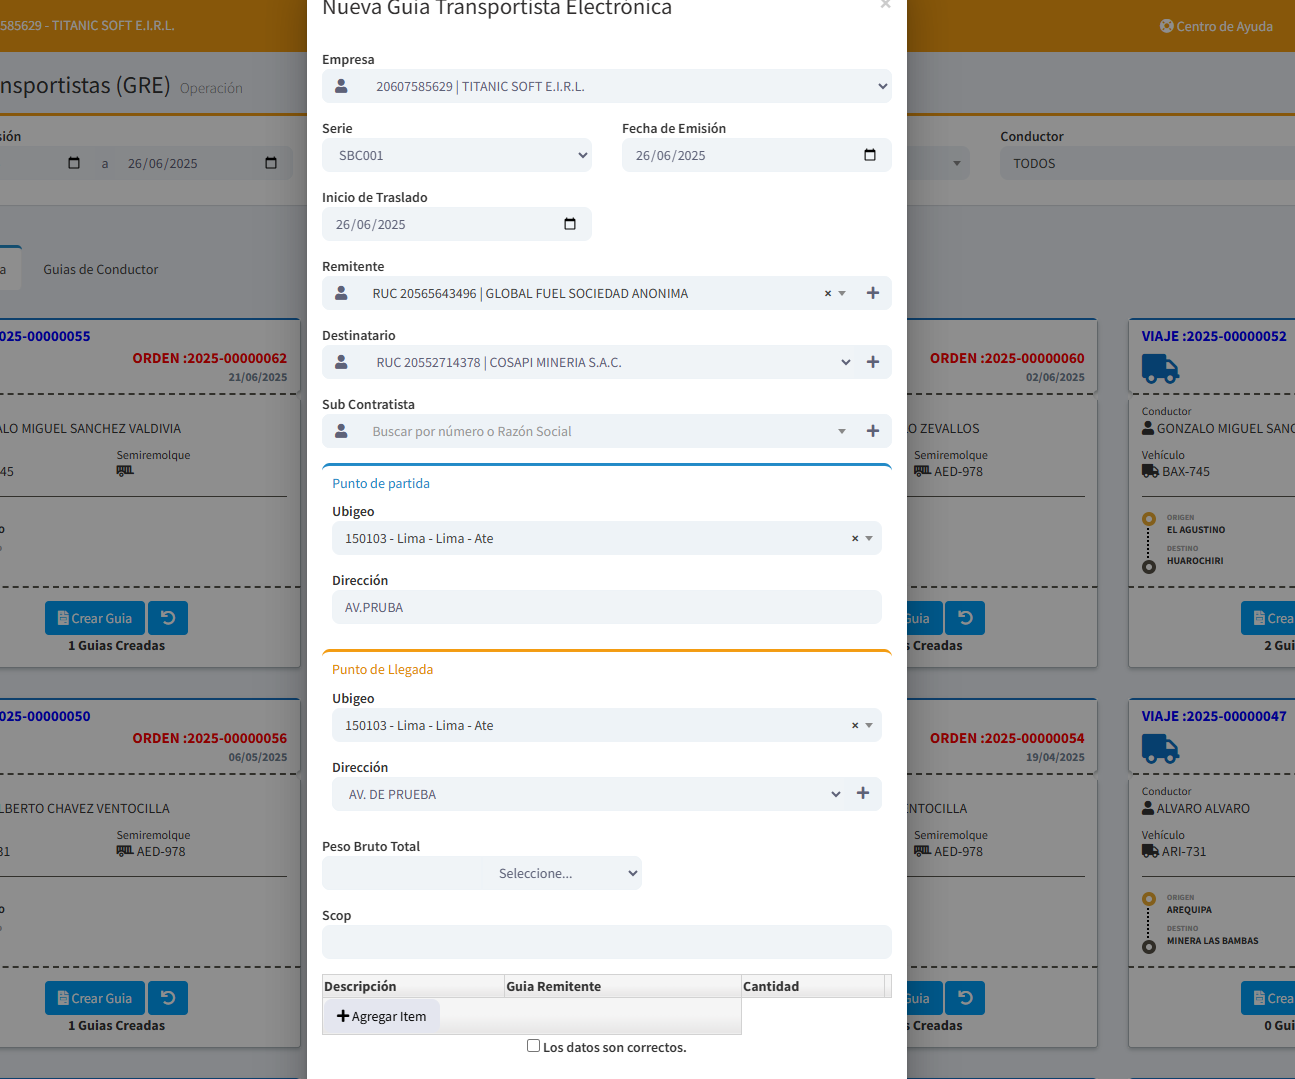 Nueva Guia Transportista Electrónica
×
585629 - TITANIC SOFT E.I.R.L.
Centro de Ayuda
nsportistas (GRE) Operación
sión
a 26/06/2025
Conductor
TODOS
a
Guias de Conductor
Empresa
20607585629 | TITANIC SOFT E.I.R.L.
Serie
SBC001
Fecha de Emisión
26/06/2025
Inicio de Traslado
26/06/2025
Remitente
RUC 20565643496 | GLOBAL FUEL SOCIEDAD ANONIMA ×
Destinatario
RUC 20552714378 | COSAPI MINERIA S.A.C.
Sub Contratista
Buscar por número o Razón Social
Punto de partida
Ubigeo
150103 - Lima - Lima - Ate ×
Dirección
AV.PRUBA
Punto de Llegada
Ubigeo
150103 - Lima - Lima - Ate ×
Dirección
AV. DE PRUEBA
Peso Bruto Total
Seleccione...
Scop
Descripción Guia Remitente Cantidad
Agregar Item
Los datos son correctos.
025-00000055
ORDEN :2025-00000062
21/06/2025
ALO MIGUEL SANCHEZ VALDIVIA
Semiremolque
45
o
Crear Guia
1 Guias Creadas
ORDEN :2025-00000060
02/06/2025
O ZEVALLOS
Semiremolque
AED-978
Guia
s Creadas
VIAJE :2025-00000052
Conductor
GONZALO MIGUEL SANC
Vehículo
BAX-745
ORIGEN
EL AGUSTINO
DESTINO
HUAROCHIRI
Crea
2 Gui
025-00000050
ORDEN :2025-00000056
06/05/2025
LBERTO CHAVEZ VENTOCILLA
Semiremolque
31 AED-978
o
Crear Guia
1 Guias Creadas
ORDEN :2025-00000054
19/04/2025
NTOCILLA
Semiremolque
AED-978
Guia
s Creadas
VIAJE :2025-00000047
Conductor
ALVARO ALVARO
Vehículo
ARI-731
ORIGEN
AREQUIPA
DESTINO
MINERA LAS BAMBAS
Crea
0 Gui